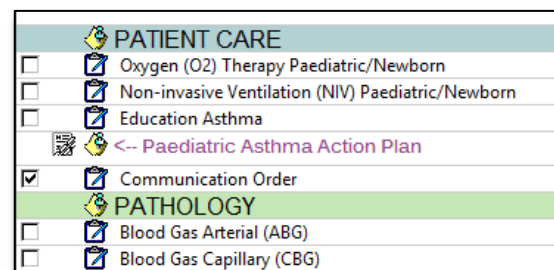 PATIENT CARE
Oxygen (O2) Therapy Paediatric/Newborn
Non-invasive Ventilation (NIV) Paediatric/Newborn
Education Asthma
<-- Paediatric Asthma Action Plan
Communication Order
PATHOLOGY
Blood Gas Arterial (ABG)
Blood Gas Capillary (CBG)